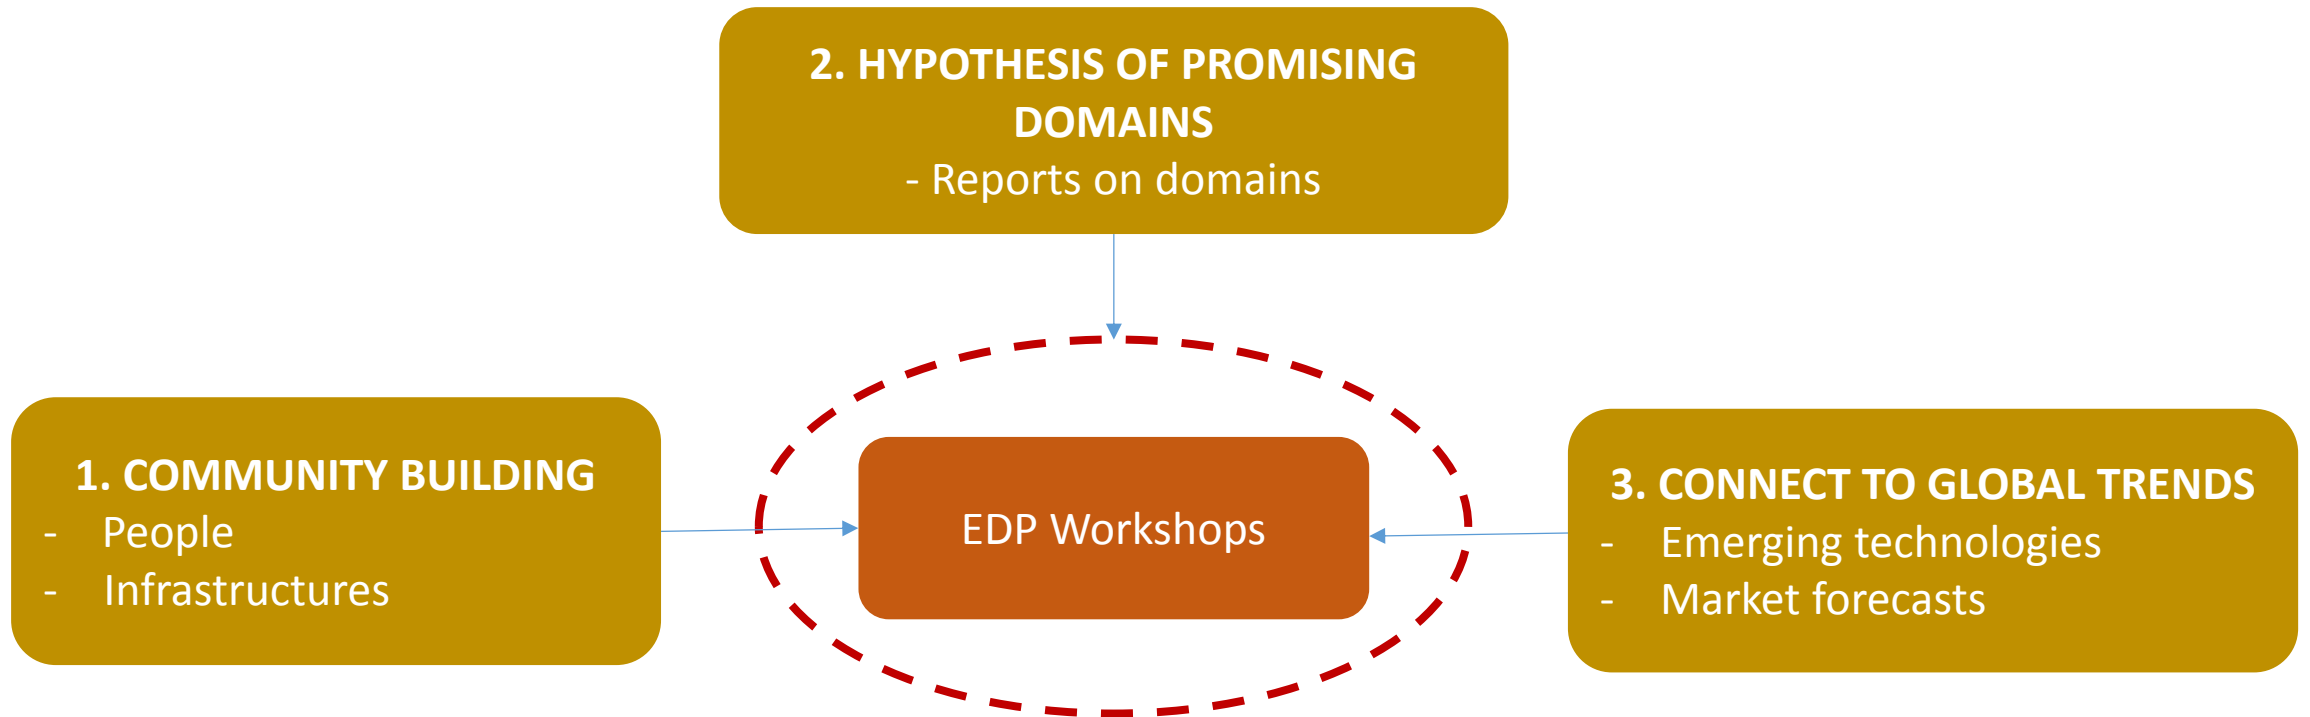 2. HYPOTHESIS OF PROMISING
DOMAINS
- Reports on domains
1. COMMUNITY BUILDING
- People
- Infrastructures
EDP Workshops
3. CONNECT TO GLOBAL TRENDS
- Emerging technologies
- Market forecasts